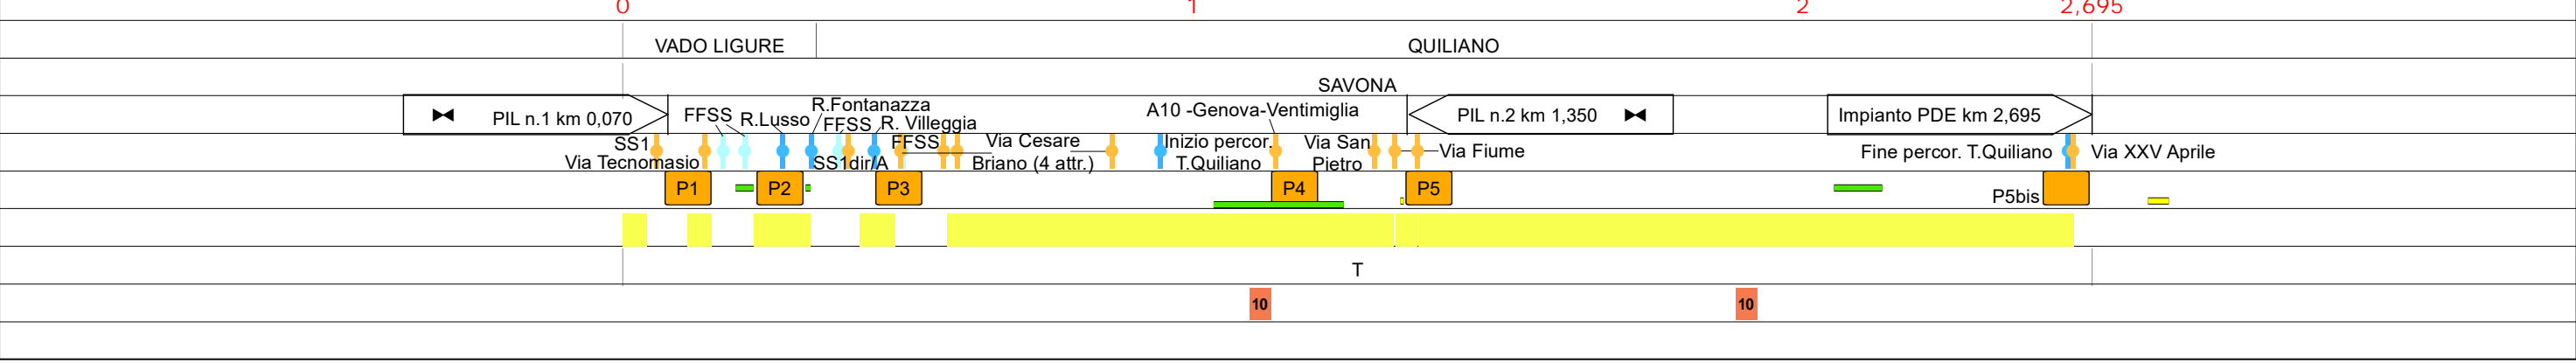 0 1 2 2,695
VADO LIGURE QUILIANO
SAVONA
PIL n.1 km 0,070
FFSS
R.Lusso
R.Fontanazza
FFSS
R. Villeggia
A10 -Genova-Ventimiglia
PIL n.2 km 1,350
Impianto PDE km 2,695
SS1
Via Tecnomasio
SS1dir/A
FFSS
Via Cesare
Briano (4 attr.)
Inizio percor.
T.Quiliano
Via San
Pietro
Via Fiume
Fine percor. T.Quiliano
Via XXV Aprile
P1 P2 P3 P4 P5 P5bis
T
10 10